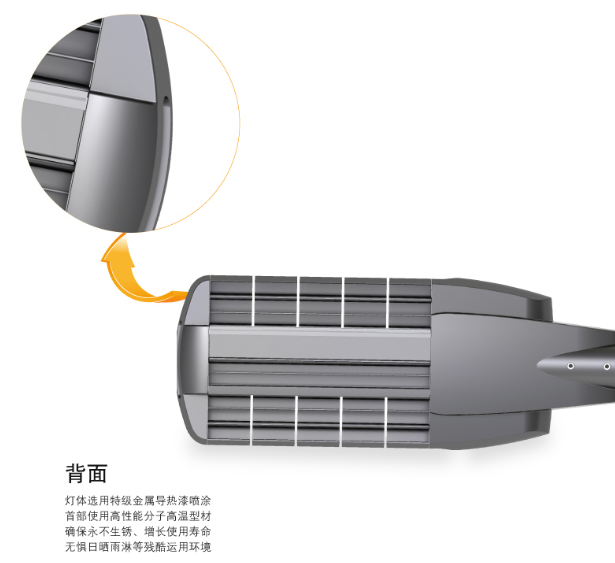 背面
灯体选用特级金属导热漆喷涂
首部使用高性能分子高温型材
确保永不生锈、增长使用寿命
无惧日晒雨淋等残酷运用环境